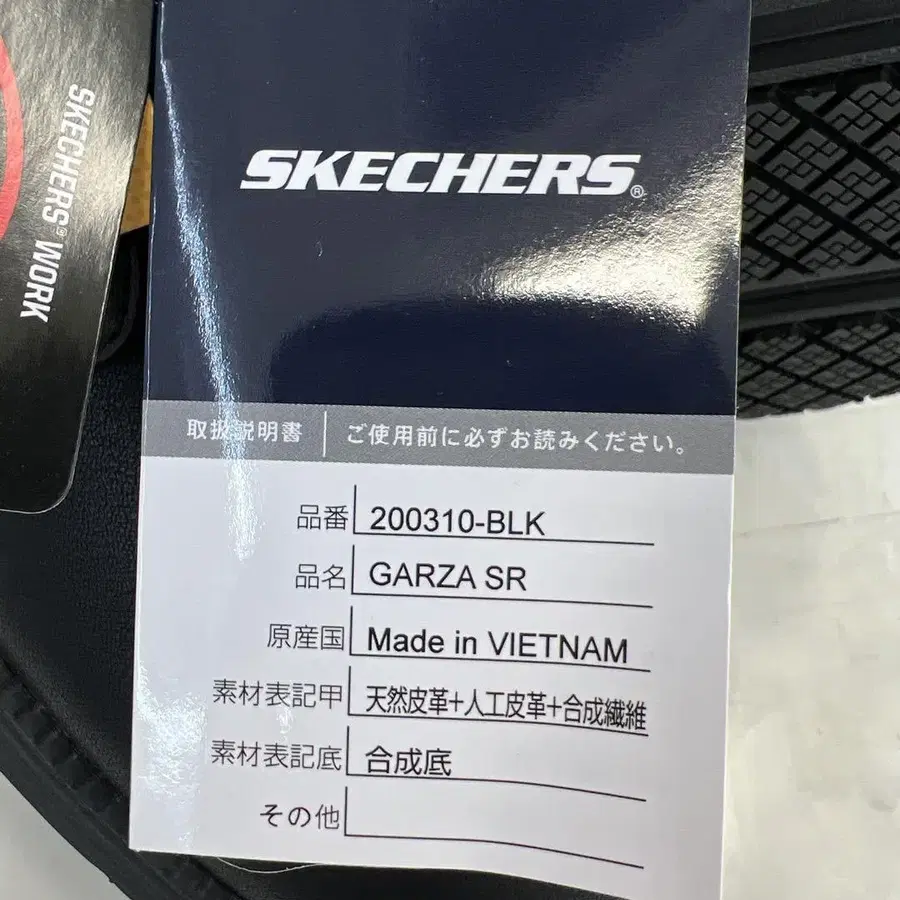 SKECHERS® WORK
SKECHERS®
取扱説明書 ご使用前に必ずお読みください。
品番 200310-BLK
品名 GARZA SR
原産国 Made in VIETNAM
素材表記甲 天然皮革+人工皮革+合成繊維
素材表記底 合成底
その他